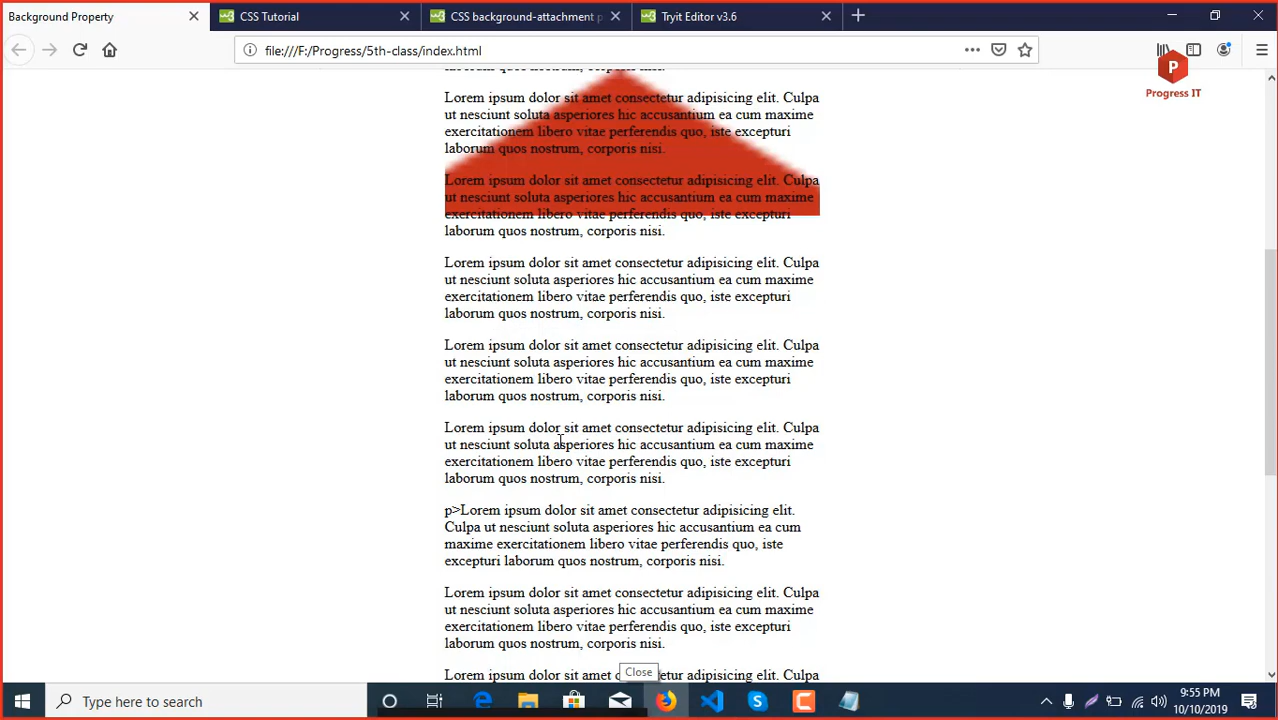 Background Property
CSS Tutorial
CSS background-attachment p
Tryit Editor v3.6
file:///F:/Progress/5th-class/index.html
P
Progress IT
laborum quos nostrum, corporis nisi.
Lorem ipsum dolor sit amet consectetur adipisicing elit. Culpa
ut nesciunt soluta asperiores hic accusantium ea cum maxime
exercitationem libero vitae perferendis quo, iste excepturi
laborum quos nostrum, corporis nisi.
Lorem ipsum dolor sit amet consectetur adipisicing elit. Culpa
ut nesciunt soluta asperiores hic accusantium ea cum maxime
exercitationem libero vitae perferendis quo, iste excepturi
laborum quos nostrum, corporis nisi.
Lorem ipsum dolor sit amet consectetur adipisicing elit. Culpa
ut nesciunt soluta asperiores hic accusantium ea cum maxime
exercitationem libero vitae perferendis quo, iste excepturi
laborum quos nostrum, corporis nisi.
Lorem ipsum dolor sit amet consectetur adipisicing elit. Culpa
ut nesciunt soluta asperiores hic accusantium ea cum maxime
exercitationem libero vitae perferendis quo, iste excepturi
laborum quos nostrum, corporis nisi.
Lorem ipsum dolor sit amet consectetur adipisicing elit. Culpa
ut nesciunt soluta asperiores hic accusantium ea cum maxime
exercitationem libero vitae perferendis quo, iste excepturi
laborum quos nostrum, corporis nisi.
p>Lorem ipsum dolor sit amet consectetur adipisicing elit.
Culpa ut nesciunt soluta asperiores hic accusantium ea cum
maxime exercitationem libero vitae perferendis quo, iste
excepturi laborum quos nostrum, corporis nisi.
Lorem ipsum dolor sit amet consectetur adipisicing elit. Culpa
ut nesciunt soluta asperiores hic accusantium ea cum maxime
exercitationem libero vitae perferendis quo, iste excepturi
laborum quos nostrum, corporis nisi.
Lorem ipsum dolor sit amet c tetur adipisicing elit. Culpa
Close
Type here to search
9:55 PM
10/10/2019